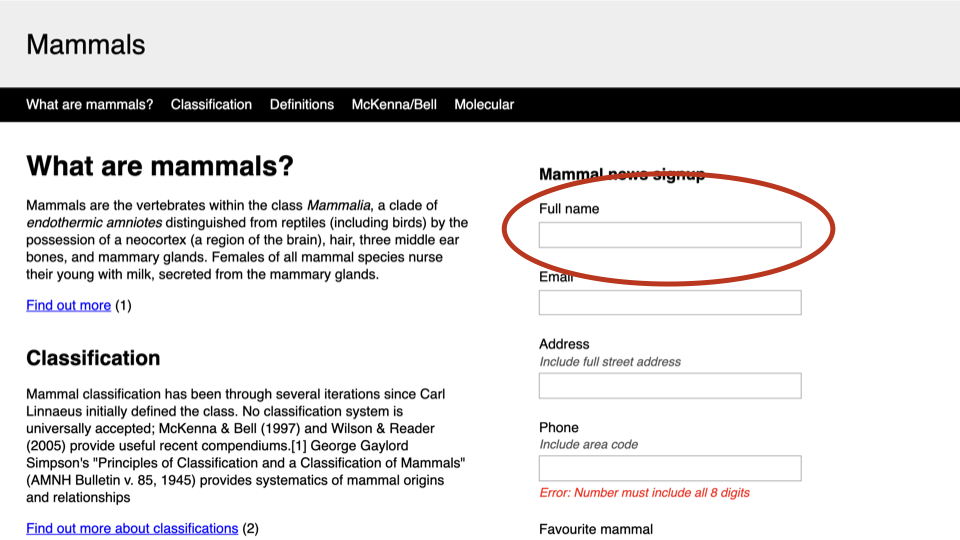 Mammals
What are mammals? Classification Definitions McKenna/Bell Molecular
What are mammals?
Mammals are the vertebrates within the class Mammalia, a clade of
endothermic amniotes distinguished from reptiles (including birds) by the
possession of a neocortex (a region of the brain), hair, three middle ear
bones, and mammary glands. Females of all mammal species nurse
their young with milk, secreted from the mammary glands.
Find out more (1)
Classification
Mammal classification has been through several iterations since Carl
Linnaeus initially defined the class. No classification system is
universally accepted; McKenna & Bell (1997) and Wilson & Reader
(2005) provide useful recent compendiums.[1] George Gaylord
Simpson's "Principles of Classification and a Classification of Mammals"
(AMNH Bulletin v. 85, 1945) provides systematics of mammal origins
and relationships
Find out more about classifications (2)
Mammal news signup
Full name
Email
Address
Include full street address
Phone
Include area code
Error: Number must include all 8 digits
Favourite mammal